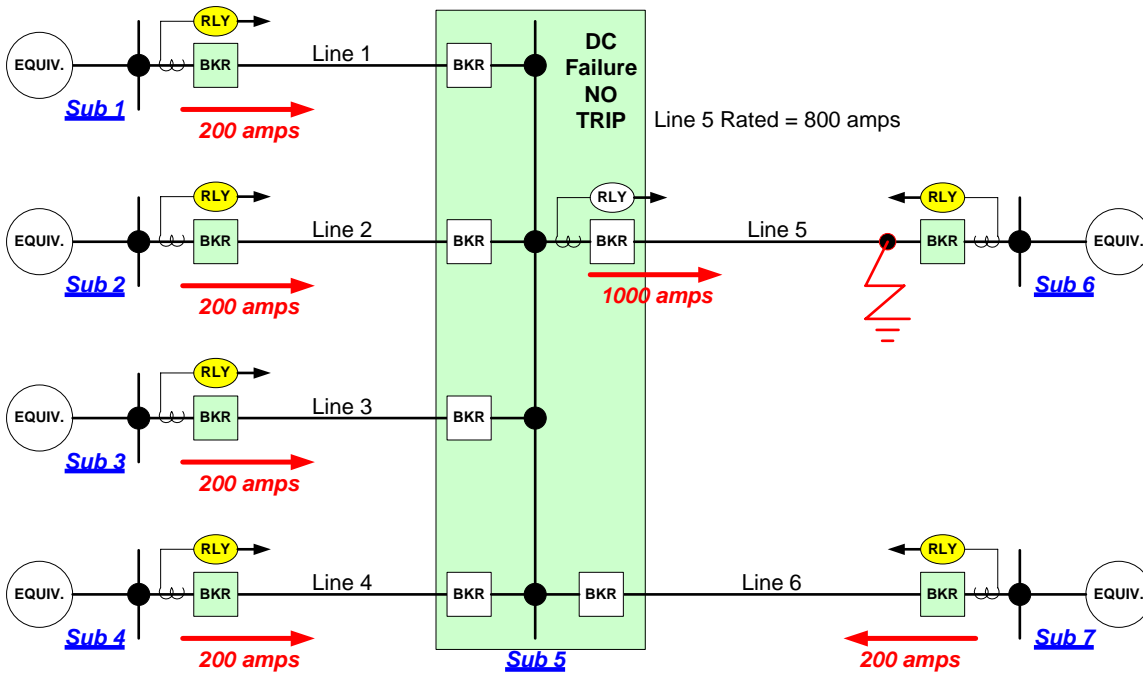 RLY
EQUIV.
BKR
Line 1
BKR
Sub 1
200 amps
DC
Failure
NO
TRIP
Line 5 Rated = 800 amps
RLY
EQUIV.
BKR
Line 2
BKR
Sub 2
200 amps
RLY
BKR
1000 amps
Line 5
RLY
BKR
EQUIV.
Sub 6
RLY
EQUIV.
BKR
Line 3
BKR
Sub 3
200 amps
RLY
EQUIV.
BKR
Line 4
BKR
Sub 4
200 amps
BKR
Sub 5
Line 6
RLY
BKR
EQUIV.
Sub 7
200 amps